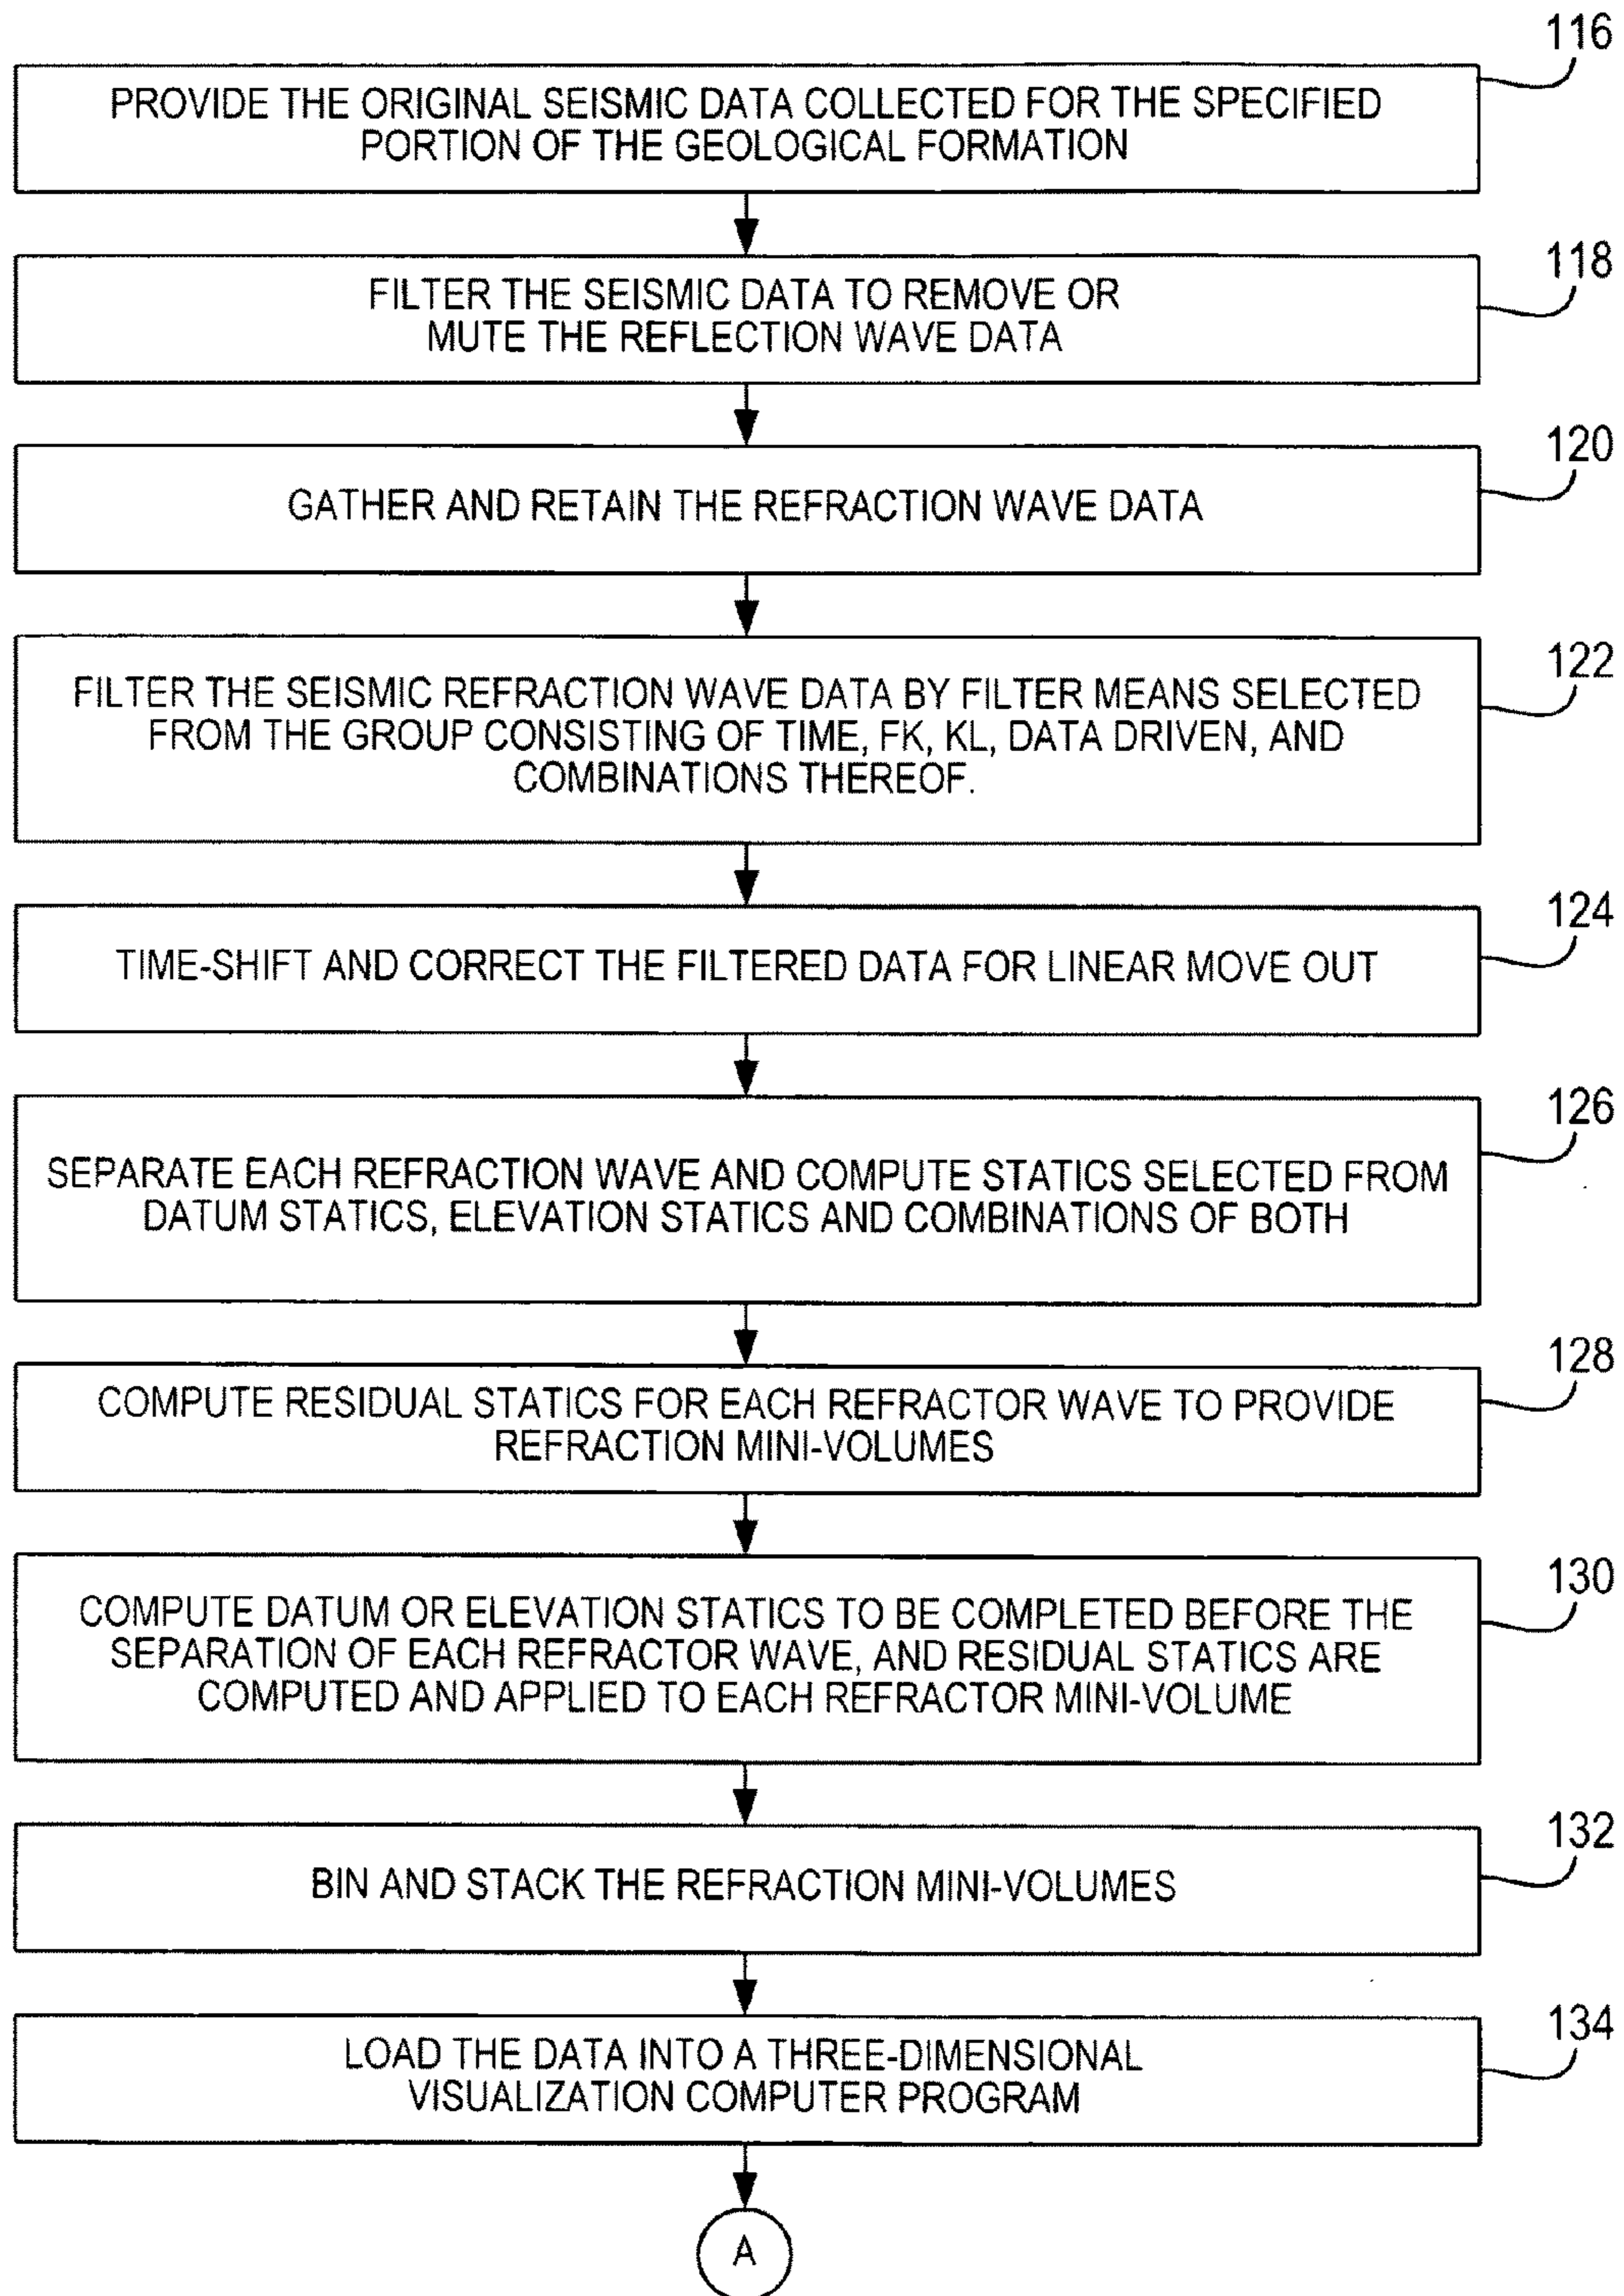 116
PROVIDE THE ORIGINAL SEISMIC DATA COLLECTED FOR THE SPECIFIED
PORTION OF THE GEOLOGICAL FORMATION
118
FILTER THE SEISMIC DATA TO REMOVE OR
MUTE THE REFLECTION WAVE DATA
120
GATHER AND RETAIN THE REFRACTION WAVE DATA
122
FILTER THE SEISMIC REFRACTION WAVE DATA BY FILTER MEANS SELECTED
FROM THE GROUP CONSISTING OF TIME, FK, KL, DATA DRIVEN, AND
COMBINATIONS THEREOF.
124
TIME-SHIFT AND CORRECT THE FILTERED DATA FOR LINEAR MOVE OUT
126
SEPARATE EACH REFRACTION WAVE AND COMPUTE STATICS SELECTED FROM
DATUM STATICS, ELEVATION STATICS AND COMBINATIONS OF BOTH
128
COMPUTE RESIDUAL STATICS FOR EACH REFRACTOR WAVE TO PROVIDE
REFRACTION MINI-VOLUMES
130
COMPUTE DATUM OR ELEVATION STATICS TO BE COMPLETED BEFORE THE
SEPARATION OF EACH REFRACTOR WAVE, AND RESIDUAL STATICS ARE
COMPUTED AND APPLIED TO EACH REFRACTOR MINI-VOLUME
132
BIN AND STACK THE REFRACTION MINI-VOLUMES
134
LOAD THE DATA INTO A THREE-DIMENSIONAL
VISUALIZATION COMPUTER PROGRAM
A